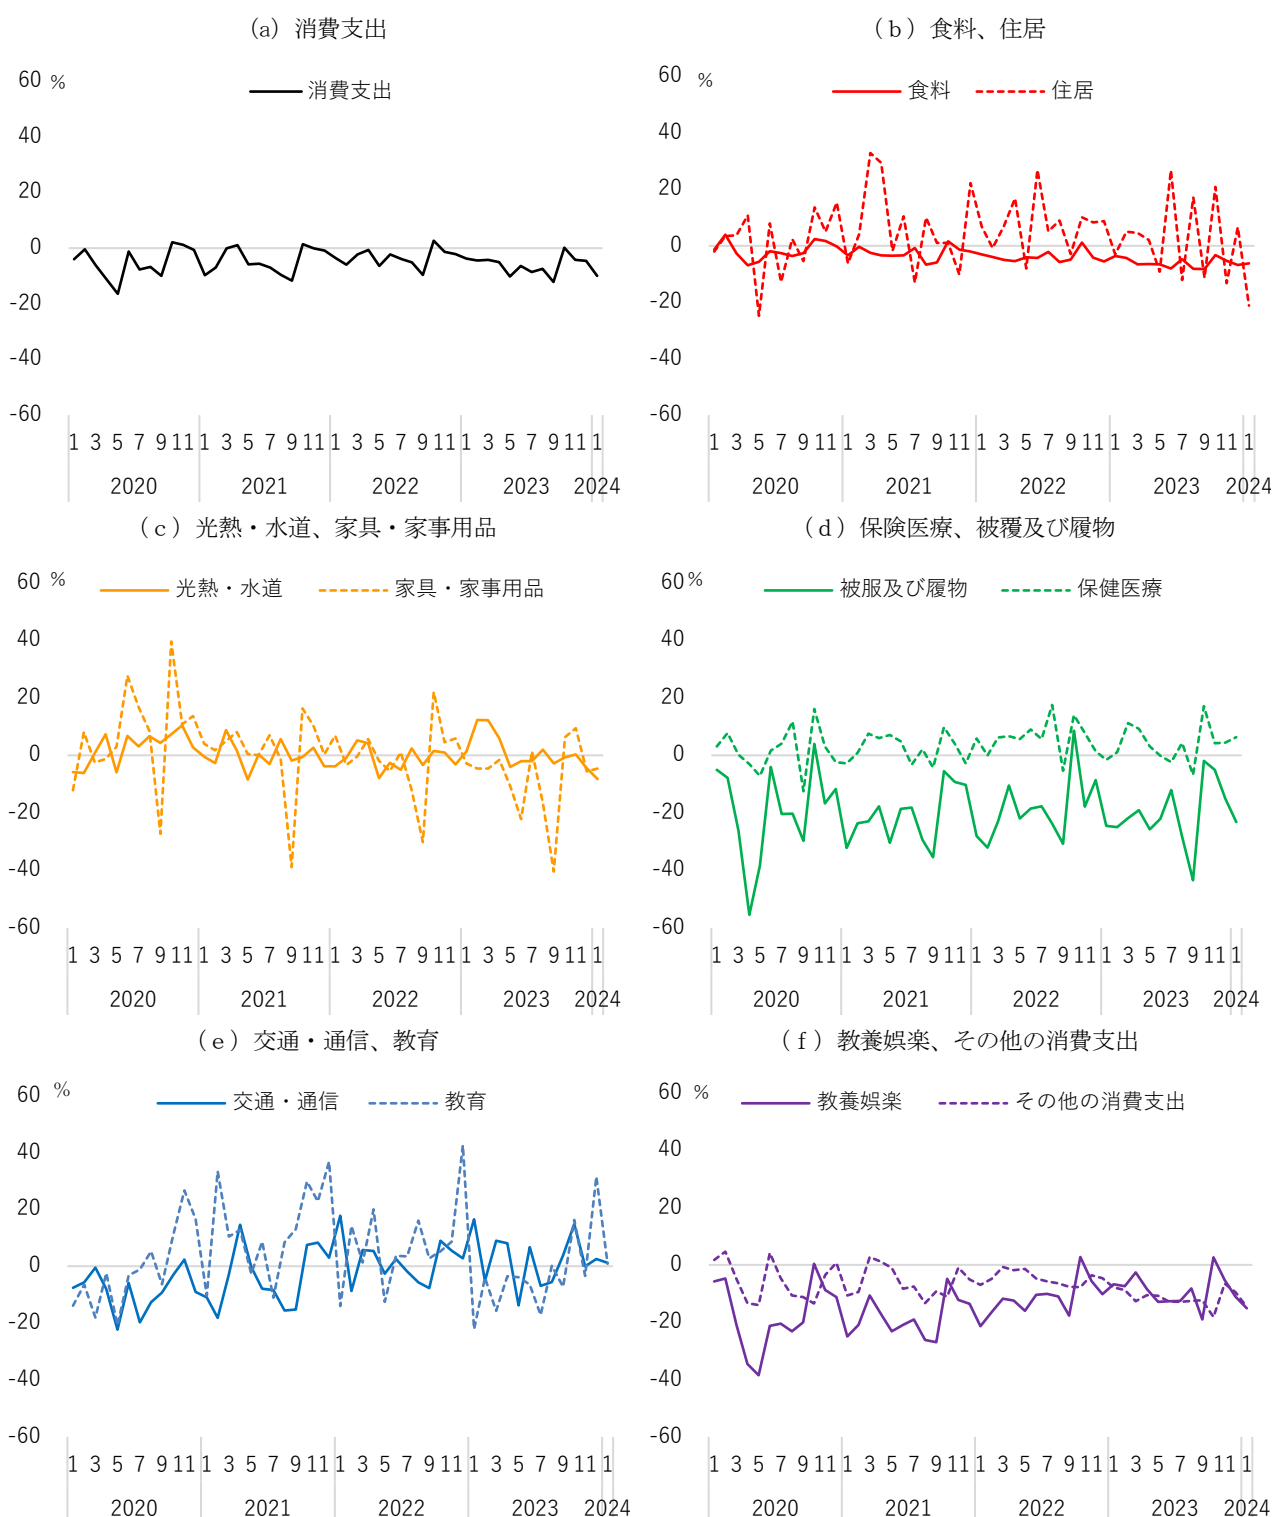 (a) 消費支出
60 %
消費支出
40
20
0
-20
-40
-60
1 3 5 7 9 11 1 3 5 7 9 11 1 3 5 7 9 11 1 3 5 7 9 11 1
2020 2021 2022 2023 2024
(ｂ) 食料、住居
60 %
食料 住居
40
20
0
-20
-40
-60
1 3 5 7 9 11 1 3 5 7 9 11 1 3 5 7 9 11 1 3 5 7 9 11 1
2020 2021 2022 2023 2024
(ｃ) 光熱・水道、家具・家事用品
60 %
光熱・水道 家具・家事用品
40
20
0
-20
-40
-60
1 3 5 7 9 11 1 3 5 7 9 11 1 3 5 7 9 11 1 3 5 7 9 11 1
2020 2021 2022 2023 2024
(ｄ) 保険医療、被覆及び履物
60 %
被服及び履物 保健医療
40
20
0
-20
-40
-60
1 3 5 7 9 11 1 3 5 7 9 11 1 3 5 7 9 11 1 3 5 7 9 11 1
2020 2021 2022 2023 2024
(ｅ) 交通・通信、教育
60 %
交通・通信 教育
40
20
0
-20
-40
-60
1 3 5 7 9 11 1 3 5 7 9 11 1 3 5 7 9 11 1 3 5 7 9 11 1
2020 2021 2022 2023 2024
(ｆ) 教養娯楽、その他の消費支出
60 %
教養娯楽 その他の消費支出
40
20
0
-20
-40
-60
1 3 5 7 9 11 1 3 5 7 9 11 1 3 5 7 9 11 1 3 5 7 9 11 1
2020 2021 2022 2023 2024